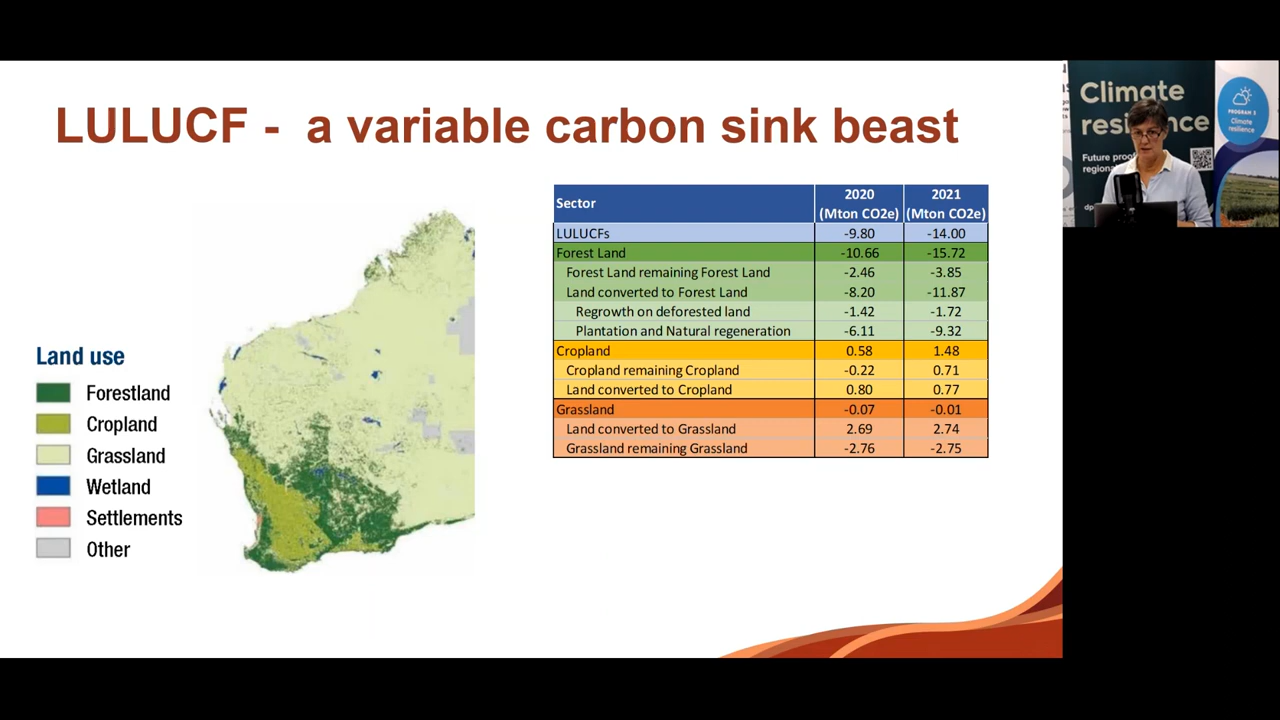 LULUCF - a variable carbon sink beast
Land use
Forestland
Cropland
Grassland
Wetland
Settlements
Other
Sector 2020 (Mton CO2e) 2021 (Mton CO2e)
LULUCFs -9.80 -14.00
Forest Land -10.66 -15.72
Forest Land remaining Forest Land -2.46 -3.85
Land converted to Forest Land -8.20 -11.87
Regrowth on deforested land -1.42 -1.72
Plantation and Natural regeneration -6.11 -9.32
Cropland 0.58 1.48
Cropland remaining Cropland -0.22 0.71
Land converted to Cropland 0.80 0.77
Grassland -0.07 -0.01
Land converted to Grassland 2.69 2.74
Grassland remaining Grassland -2.76 -2.75
Climate
Future
PROGRAM
Climate
resilience